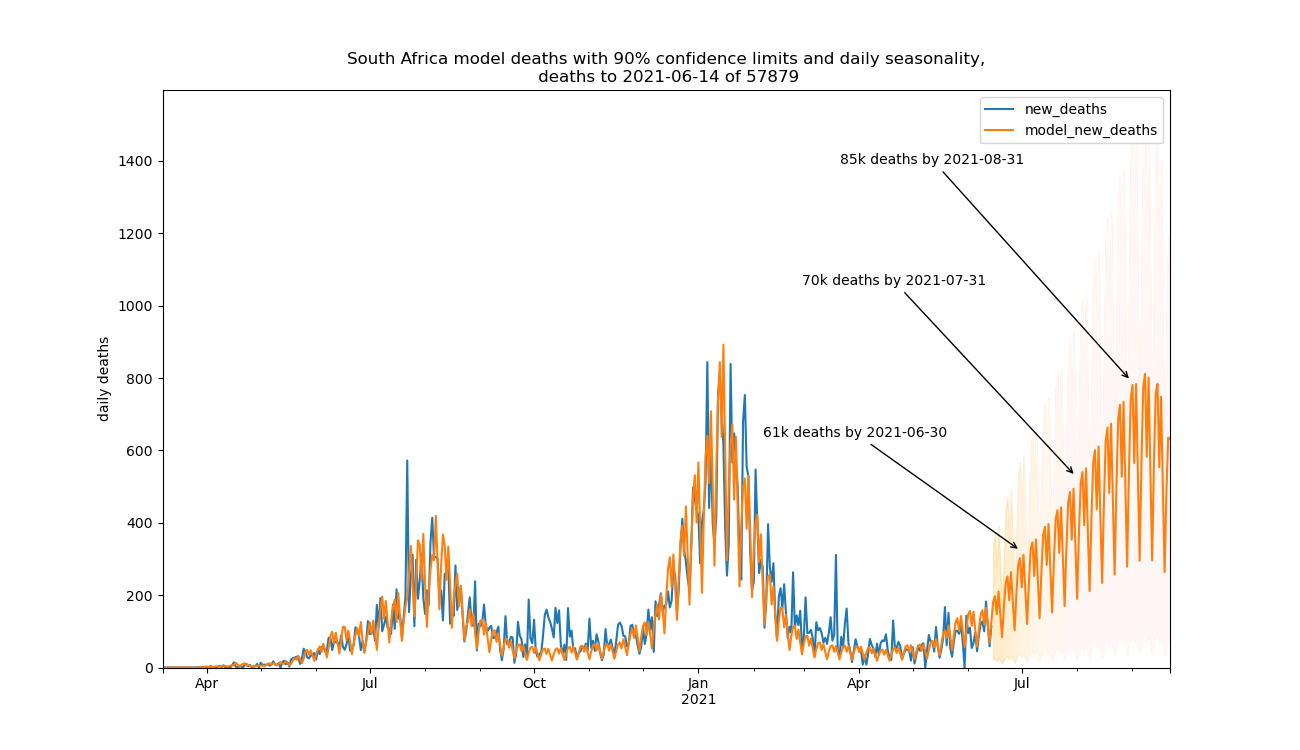 South Africa model deaths with 90% confidence limits and daily seasonality,
deaths to 2021-06-14 of 57879
new_deaths
model_new_deaths
1400
1200
1000
800
600
400
200
0
daily deaths
85k deaths by 2021-08-31
70k deaths by 2021-07-31
61k deaths by 2021-06-30
Apr
Jul
Oct
Jan
2021
Apr
Jul